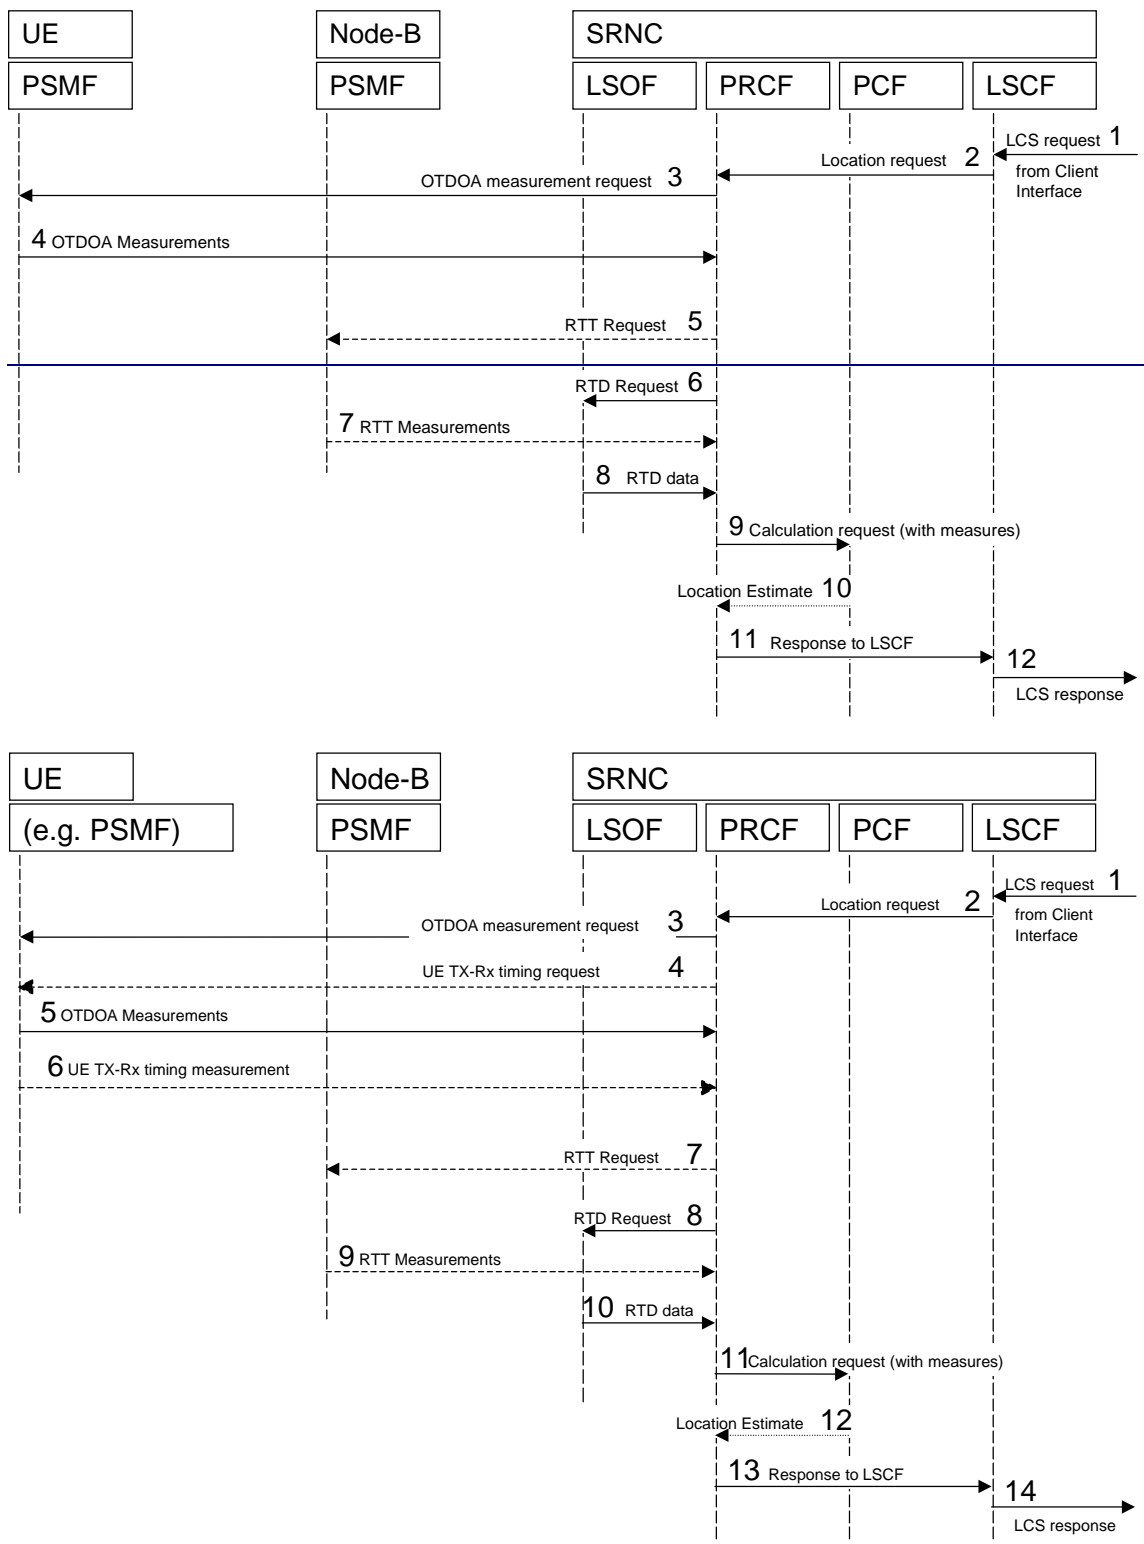 UE
Node-B
SRNC
PSMF
PSMF
LSOF
PRCF
PCF
LSCF
LCS request 1
from Client
Interface
Location request 2
OTDOA measurement request 3
4 OTDOA Measurements
RTT Request 5
RTD Request 6
7 RTT Measurements
8 RTD data
9 Calculation request (with measures)
Location Estimate 10
11 Response to LSCF
12
LCS response
UE
Node-B
SRNC
(e.g. PSMF)
PSMF
LSOF
PRCF
PCF
LSCF
LCS request 1
from Client
Interface
Location request 2
OTDOA measurement request 3
UE TX-Rx timing request 4
5 OTDOA Measurements
6 UE TX-Rx timing measurement
RTT Request 7
RTD Request 8
9 RTT Measurements
10 RTD data
11 Calculation request (with measures)
Location Estimate 12
13 Response to LSCF
14
LCS response